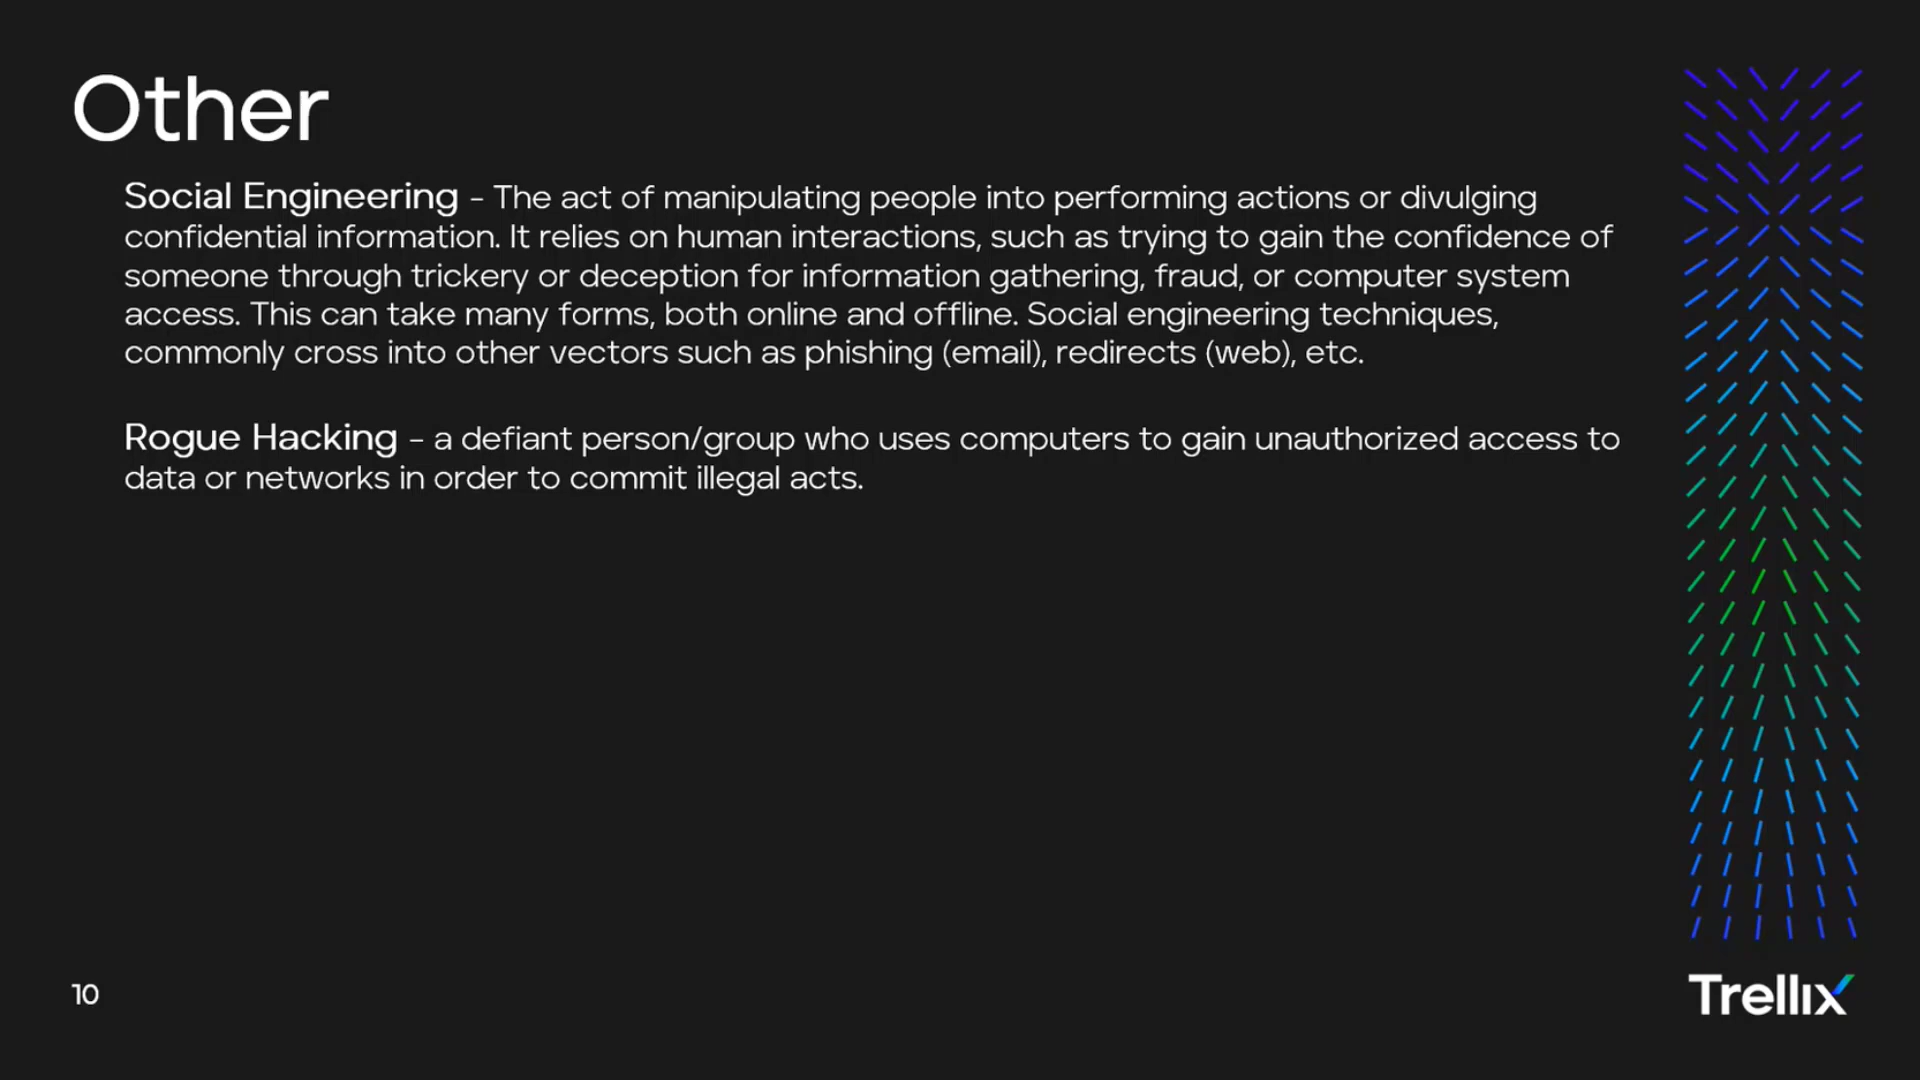 Other
Social Engineering – The act of manipulating people into performing actions or divulging
confidential information. It relies on human interactions, such as trying to gain the confidence of
someone through trickery or deception for information gathering, fraud, or computer system
access. This can take many forms, both online and offline. Social engineering techniques,
commonly cross into other vectors such as phishing (email), redirects (web), etc.
Rogue Hacking – a defiant person/group who uses computers to gain unauthorized access to
data or networks in order to commit illegal acts.
10
Trellix